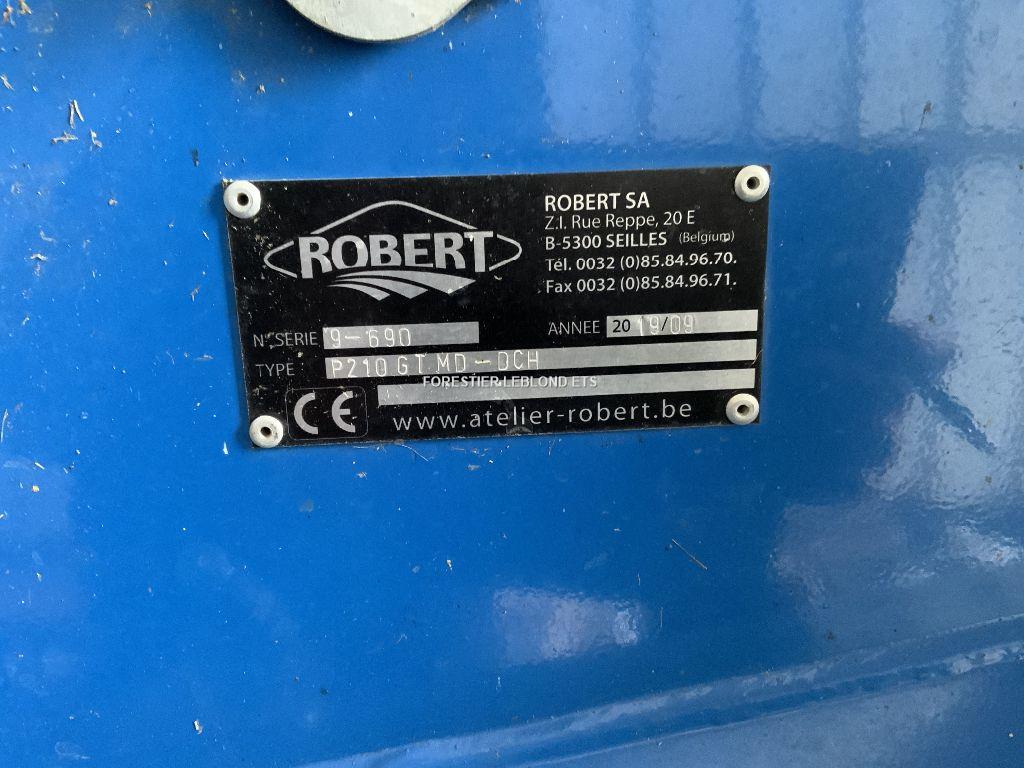 ROBERT
ROBERT SA
Z.I. Rue Reppe, 20 E
B-5300 SEILLES (Belgium)
Tél. 0032 (0)85.84.96.70.
Fax 0032 (0)85.84.96.71.
N° SERIE 9-690
ANNEE 20 19/09
TYPE : P210 GT MD - DCH
FORESTIER LEBLOND ETS
CE
www.atelier-robert.be